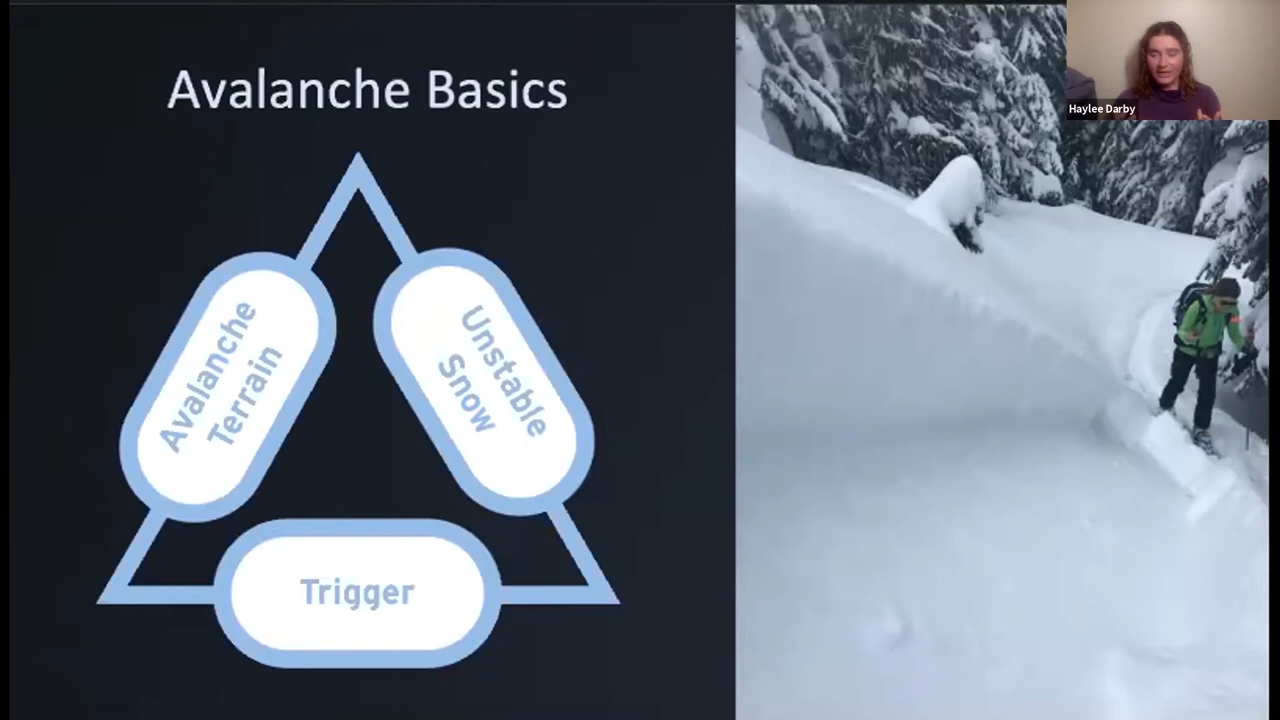 Avalanche Basics
Avalanche
Terrain
Unstable
Snow
Trigger
Haylee Darby